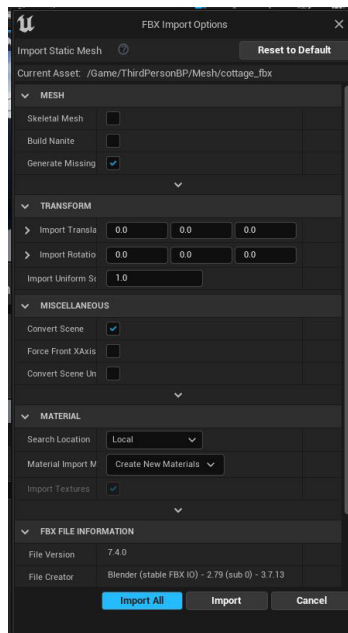 FBX Import Options
Import Static Mesh
Reset to Default
Current Asset: /Game/ThirdPersonBP/Mesh/cottage_fbx
MESH
Skeletal Mesh
Build Nanite
Generate Missing
TRANSFORM
Import Transla 0.0 0.0 0.0
Import Rotatio 0.0 0.0 0.0
Import Uniform Sc 1.0
MISCELLANEOUS
Convert Scene
Force Front XAxis
Convert Scene Un
MATERIAL
Search Location Local
Material Import M Create New Materials
Import Textures
FBX FILE INFORMATION
File Version 7.4.0
File Creator Blender (stable FBX IO) - 2.79 (sub 0) - 3.7.13
Import All Import Cancel